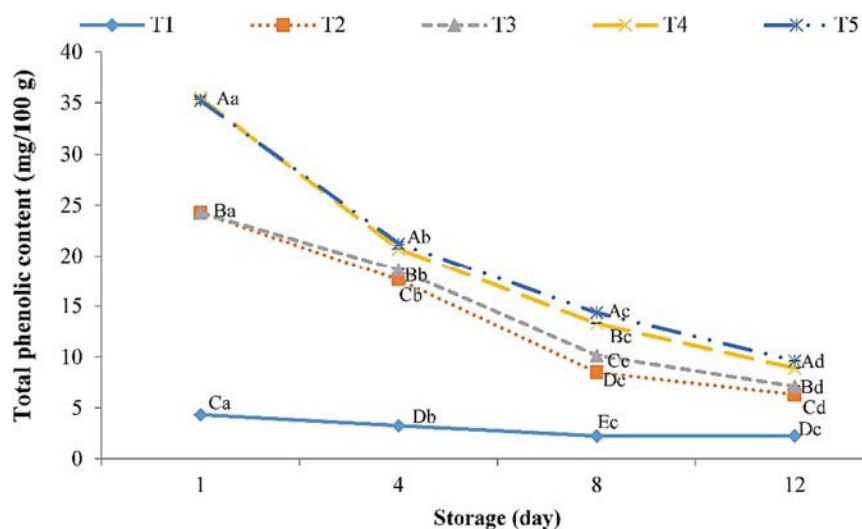 T1 T2 T3 T4 T5
Total phenolic content (mg/100 g)
40
35
30
25
20
15
10
5
0
Aa
Ba
Ca
Ab
Bb
Cb
Db
Ac
Bc
Cc
Dc
Ec
Ad
Bd
Cd
Dc
1 4 8 12
Storage (day)